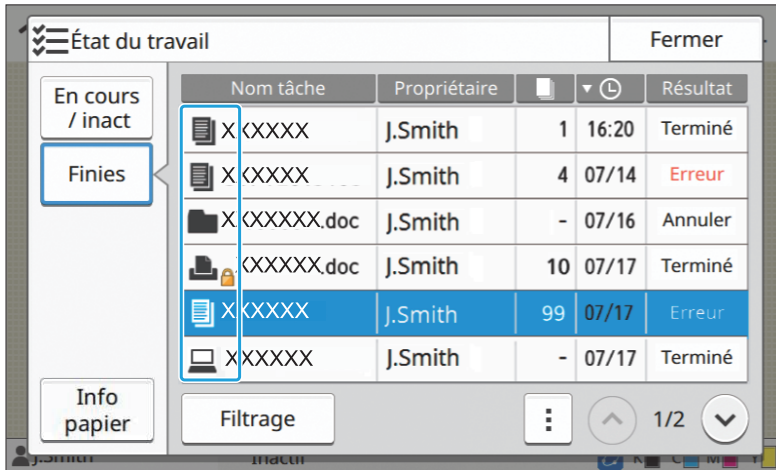 État du travail
Fermer
En cours
/ inact
Finies
Info
papier
Nom tâche Propriétaire Résultat
XXXXXX J.Smith 1 16:20 Terminé
XXXXXX J.Smith 4 07/14 Erreur
XXXXXXX.doc J.Smith - 07/16 Annuler
XXXXXX.doc J.Smith 10 07/17 Terminé
XXXXXX J.Smith 99 07/17 Erreur
XXXXXX J.Smith - 07/17 Terminé
Filtrage
1/2
J.Smith Inactif K C M Y